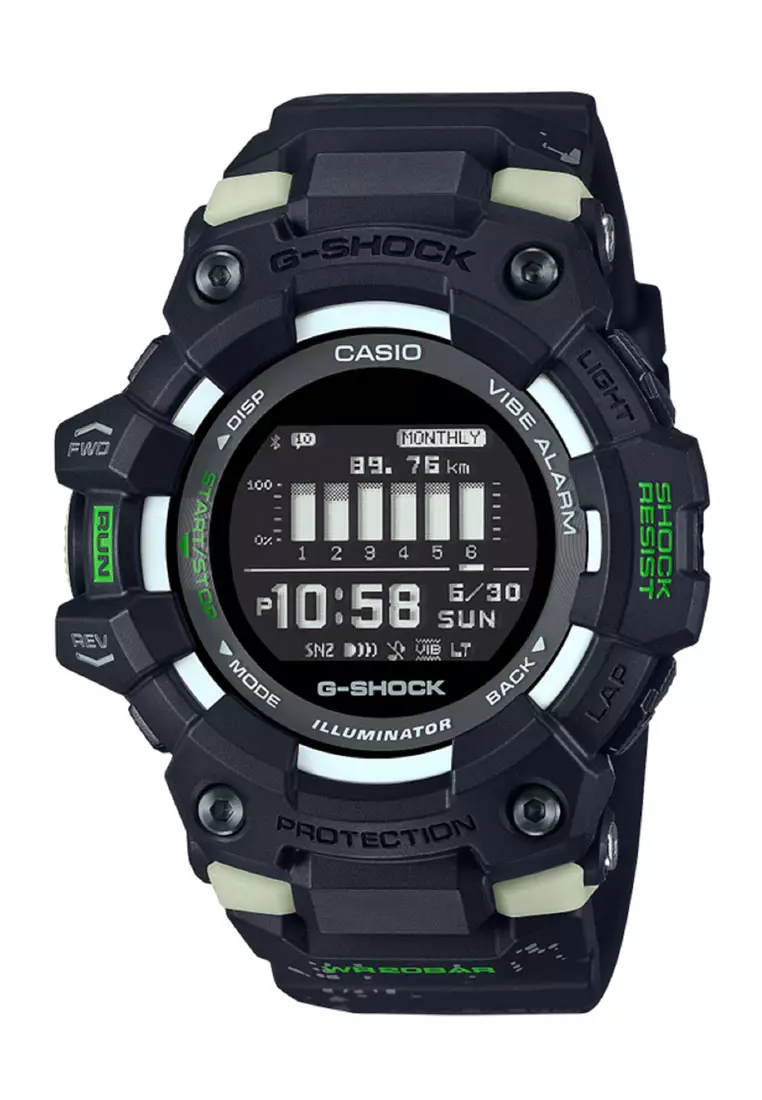 G-SHOCK
CASIO
DISP
VIBE ALARM
LIGHT
FWD
10
MONTHLY
89.76 km
START/STOP
100
0%
1 2 3 4 5 6
RUN
SHOCK
RESIST
P 10:58
6/30
SUN
REV
SNZ
VIB
LT
MODE
BACK
LAP
G-SHOCK
ILLUMINATOR
PROTECTION
WR20BAR